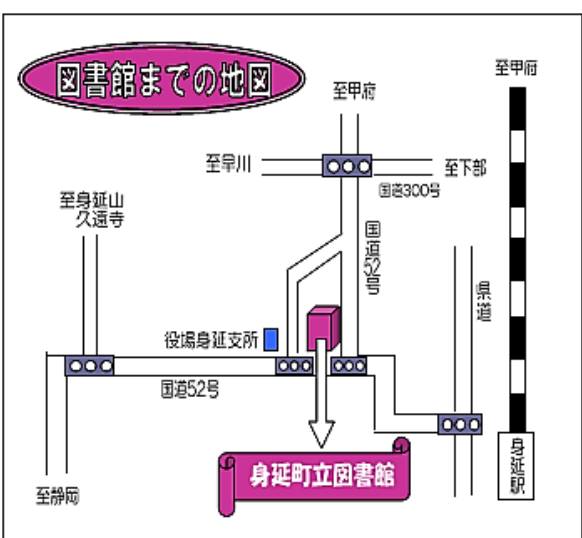 図書館までの地図
至甲府
至甲府
至早川
至下部
国道300号
至身延山
久遠寺
国道52号
県道
役場身延支所
国道52号
身延町立図書館
身延駅
至静岡